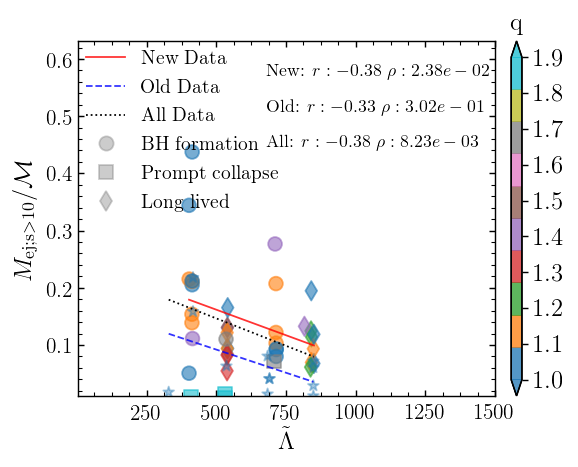 q
New Data
Old Data
All Data
BH formation
Prompt collapse
Long lived
New: r : −0.38 ρ : 2.38e − 02
Old: r : −0.33 ρ : 3.02e − 01
All: r : −0.38 ρ : 8.23e − 03
M_ej;s>10/ℳ
0.6
0.5
0.4
0.3
0.2
0.1
250
500
750
1000
1250
1500
Λ̃
1.9
1.8
1.7
1.6
1.5
1.4
1.3
1.2
1.1
1.0